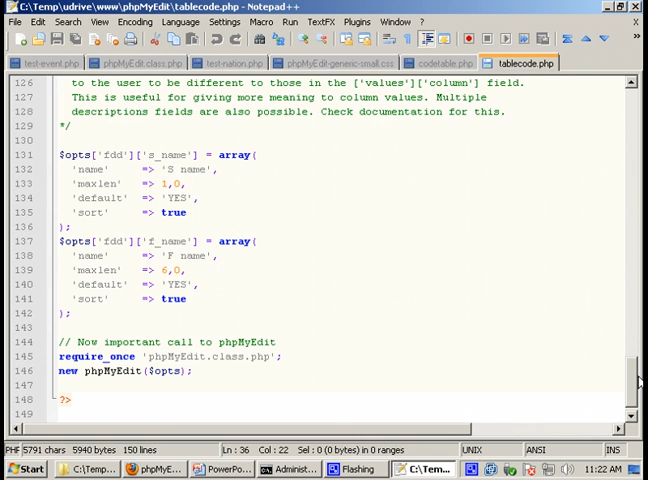 C:\Temp\udrive\www\phpMyEdit\tablecode.php - Notepad++
File Edit Search View Encoding Language Settings Macro Run TextFX Plugins Window ?
test-event.php phpMyEdit.class.php test-nation.php phpMyEdit-generic-small.css codetable.php tablecode.php
126 to the user to be different to those in the ['values']['column'] field.
127 This is useful for giving more meaning to column values. Multiple
128 descriptions fields are also possible. Check documentation for this.
129 */
130
131 $opts['fdd']['s_name'] = array(
132 'name' => 'S name',
133 'maxlen' => 1,0,
134 'default' => 'YES',
135 'sort' => true
136 );
137 $opts['fdd']['f_name'] = array(
138 'name' => 'F name',
139 'maxlen' => 6,0,
140 'default' => 'YES',
141 'sort' => true
142 );
143
144 // Now important call to phpMyEdit
145 require_once 'phpMyEdit.class.php';
146 new phpMyEdit($opts);
147
148 ?>
149
PHF 5791 chars 5940 bytes 150 lines Ln : 36 Col : 22 Sel : 0 (0 bytes) in 0 ranges UNIX ANSI INS
Start C:\Temp... phpMyE... PowerPo... Administ... Flashing C:\Tem... 11:22 AM